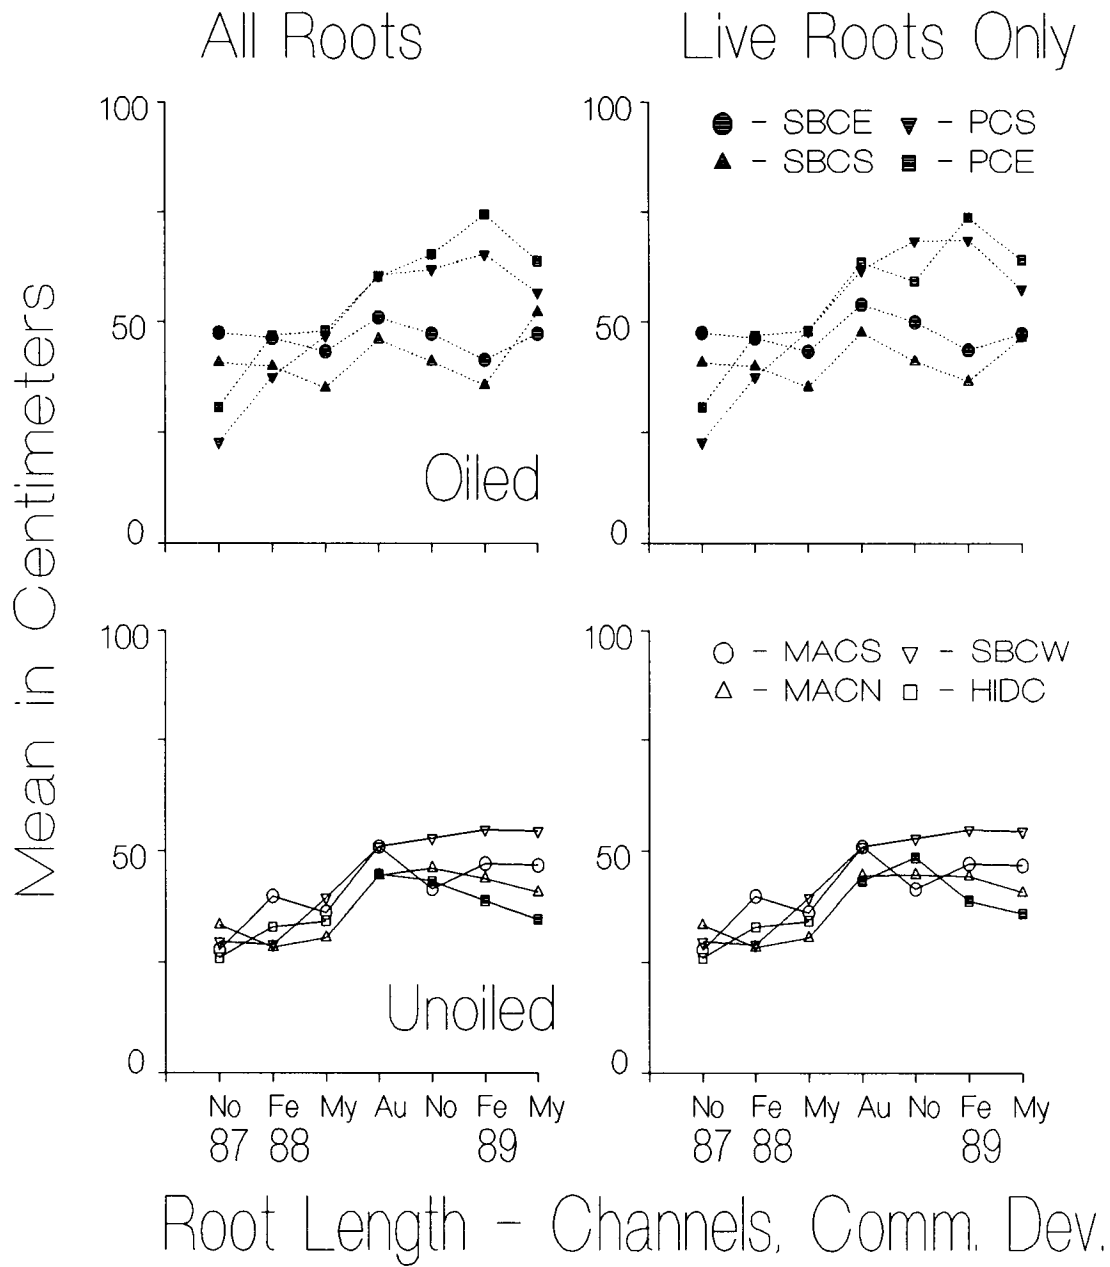 All Roots
Live Roots Only
Mean in Centimeters
100
50
0
Oiled
100
50
0
● – SBCE ▼ – PCS
▲ – SBCS ■ – PCE
100
50
0
Unoiled
No Fe My Au No Fe My
87 88 89
100
50
0
○ – MACS ▽ – SBCW
△ – MACN □ – HIDC
No Fe My Au No Fe My
87 88 89
Root Length – Channels, Comm. Dev.